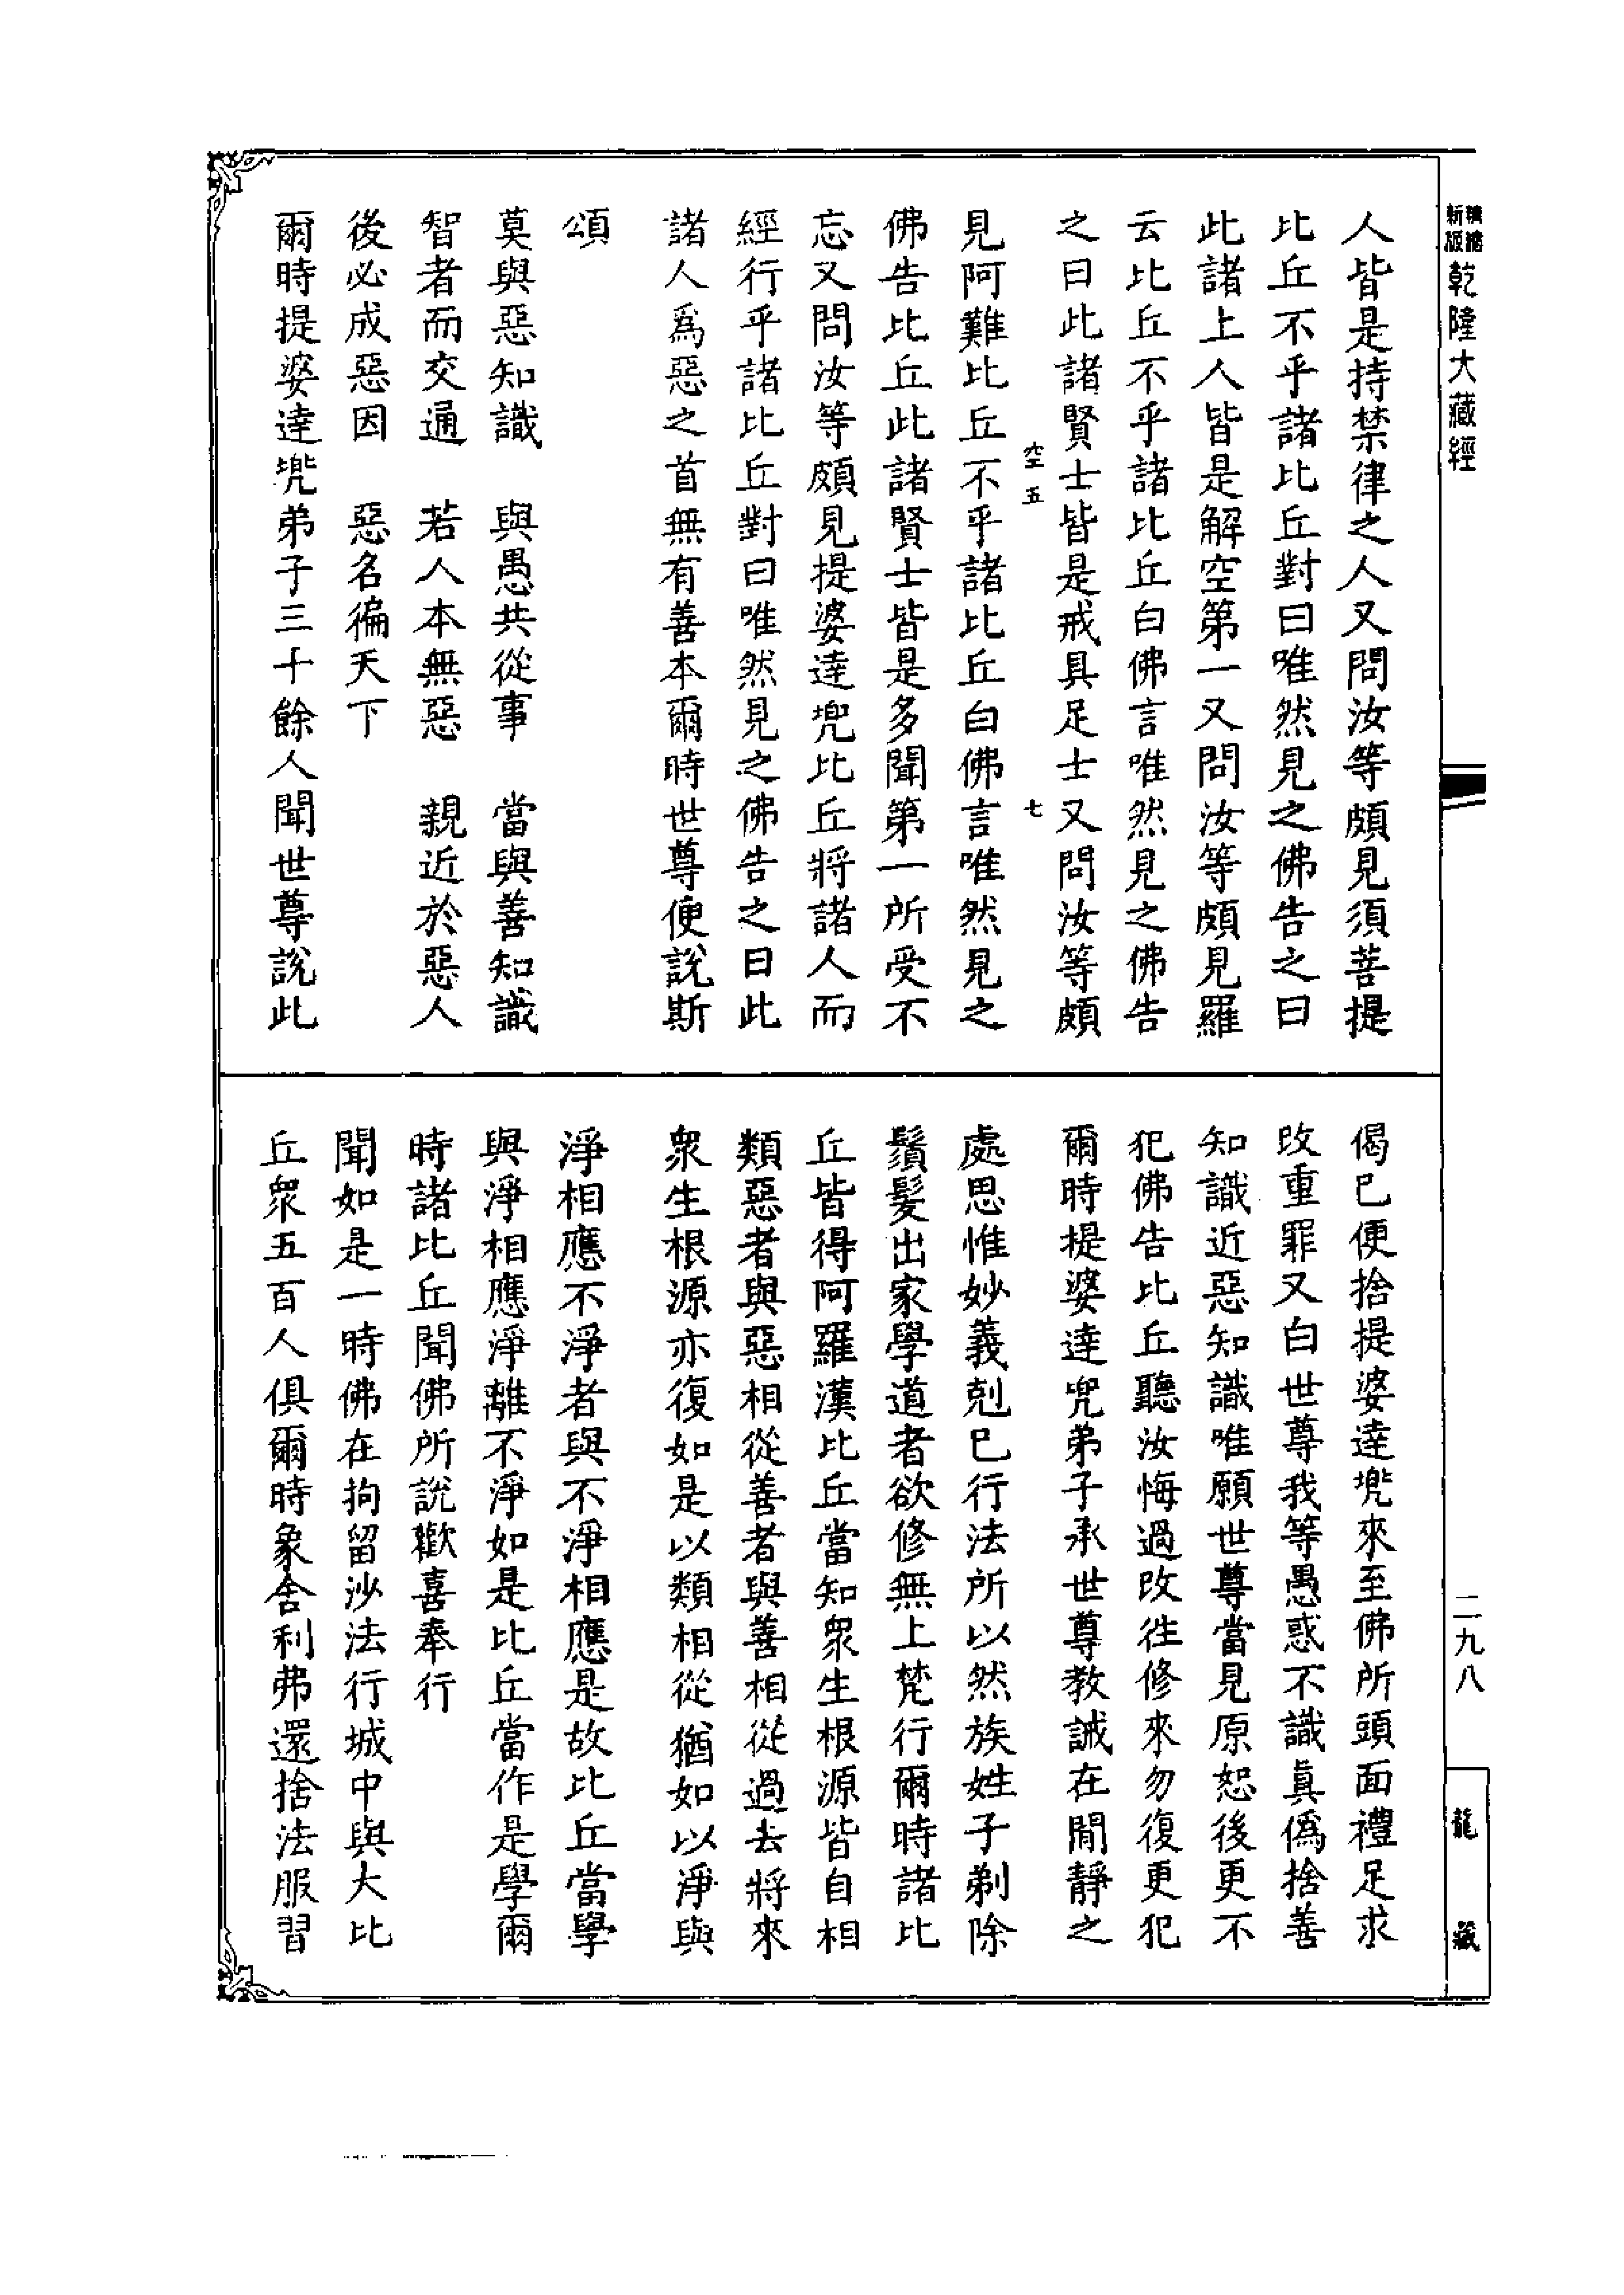 新版
乾隆大藏經
人皆是持禁律之人又問汝等頗見須菩提
比丘不乎諸比丘對曰唯然見之佛告之曰
此諸上人皆是解空第一又問汝等頗見羅
云比丘不乎諸比丘白佛言唯然見之佛告
之曰此諸賢士皆是戒具足士又問汝等頗
空五 七
見阿難比丘不乎諸比丘白佛言唯然見之
佛告比丘此諸賢士皆是多聞第一所受不
忘又問汝等頗見提婆達兜比丘將諸人而
經行乎諸比丘對曰唯然見之佛告之曰此
諸人爲惡之首無有善本爾時世尊便說斯
頌
莫與惡知識 與愚共從事 當與善知識
智者而交通 若人本無惡 親近於惡人
後必成惡因 惡名徧天下
爾時提婆達兜弟子三十餘人聞世尊說此
偈已便捨提婆達兜來至佛所頭面禮足求
改重罪又白世尊我等愚惑不識真僞捨善
知識近惡知識唯願世尊當見原恕後更不
犯佛告比丘聽汝悔過改往修來勿復更犯
爾時提婆達兜弟子承世尊教誡在閒靜之
處思惟妙義剋己行法所以然族姓子剃除
鬚髮出家學道者欲修無上梵行爾時諸比
丘皆得阿羅漢比丘當知眾生根源皆自相
類惡者與惡相從善者與善相從過去將來
眾生根源亦復如是以類相從猶如以淨與
淨相應不淨者與不淨相應是故比丘當學
與淨相應淨離不淨如是比丘當作是學爾
時諸比丘聞佛所說歡喜奉行
聞如是一時佛在拘留沙法行城中與大比
丘眾五百人俱爾時象舍利弗還捨法服習
二九八
龍藏